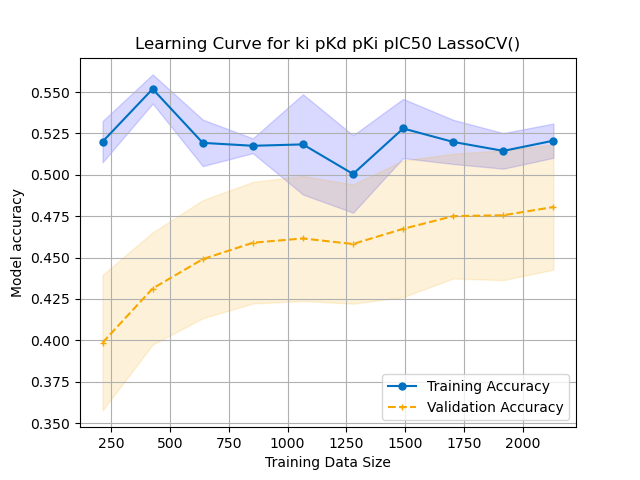 Learning Curve for ki pKd pKi pIC50 LassoCV()
0.550
0.525
0.500
0.475
0.450
0.425
0.400
0.375
0.350
Model accuracy
Training Accuracy
Validation Accuracy
250 500 750 1000 1250 1500 1750 2000
Training Data Size